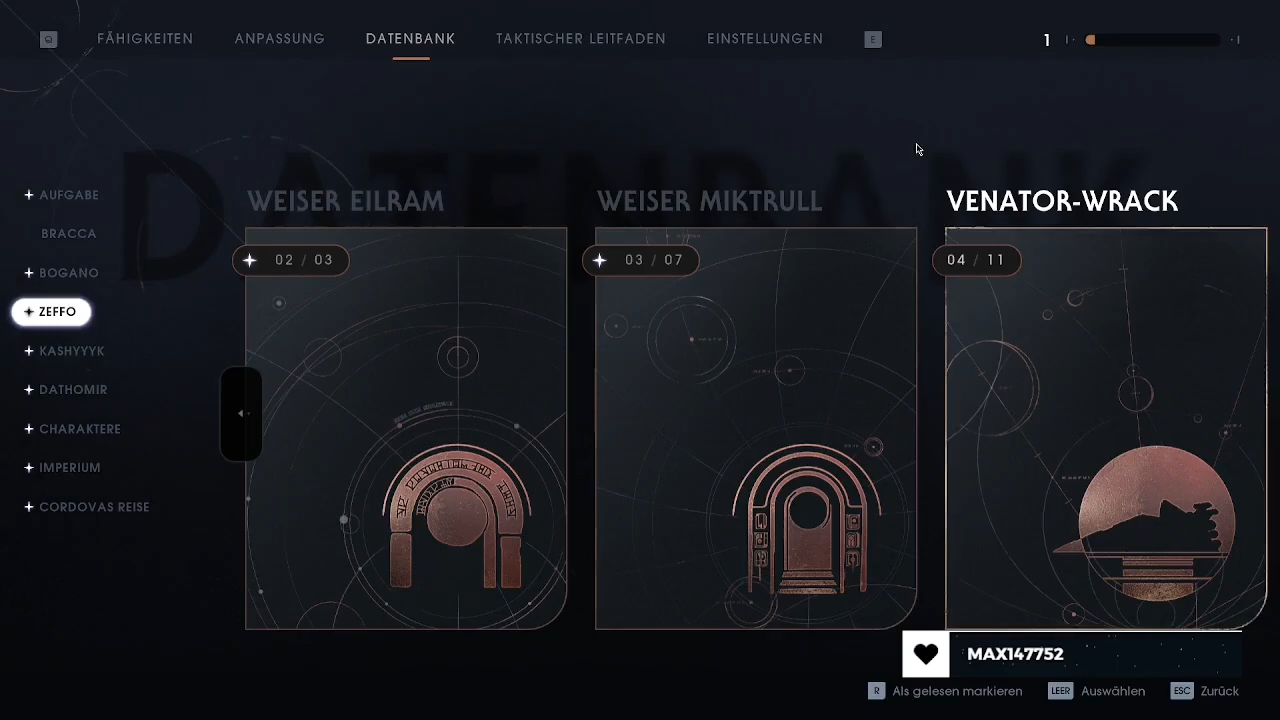 Q FÄHIGKEITEN ANPASSUNG DATENBANK TAKTISCHER LEITFADEN EINSTELLUNGEN E 1
DATENBANK
AUFGABE
BRACCA
BOGANO
ZEFFO
KASHYYYK
DATHOMIR
CHARAKTERE
IMPERIUM
CORDOVAS REISE
WEISER EILRAM
02 / 03
WEISER MIKTRULL
03 / 07
VENATOR-WRACK
04 / 11
MAX147752
R Als gelesen markieren LEER Auswählen ESC Zurück